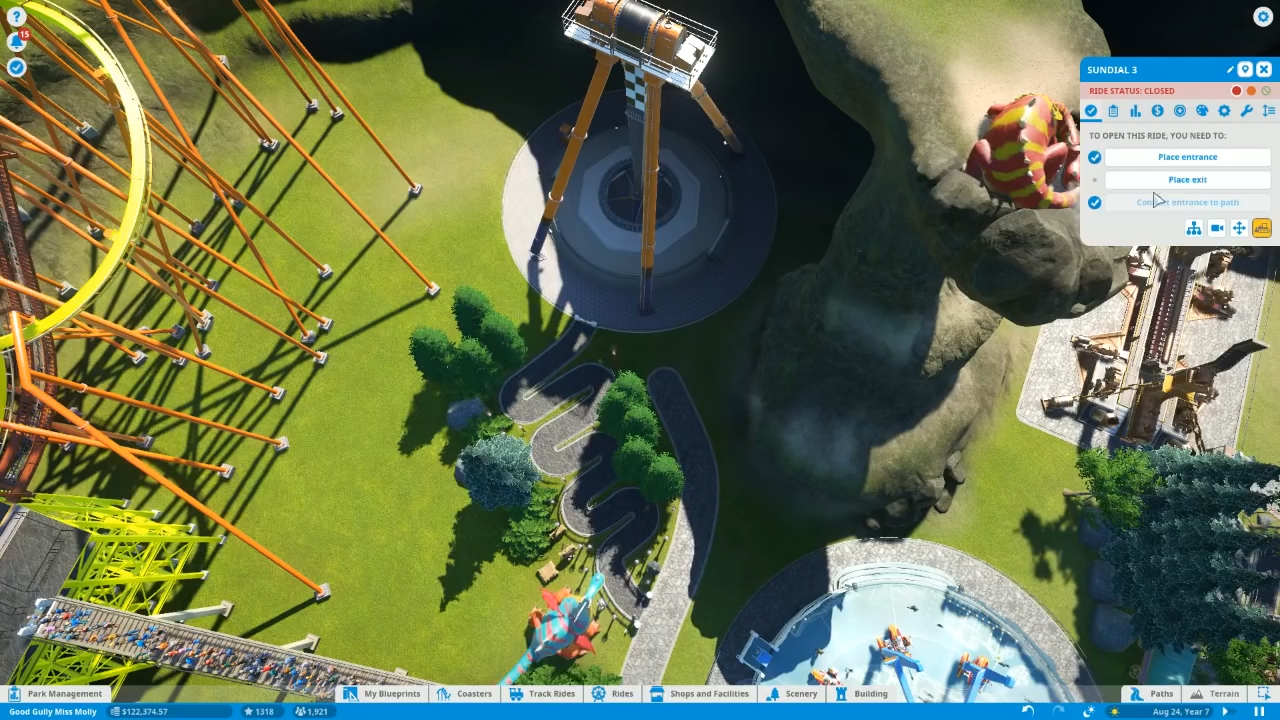 ?
15
SUNDIAL 3
RIDE STATUS: CLOSED
TO OPEN THIS RIDE, YOU NEED TO:
Place entrance
Place exit
Connect entrance to path
Park Management
My Blueprints
Coasters
Track Rides
Rides
Shops and Facilities
Scenery
Building
Paths
Terrain
Good Gully Miss Molly
$122,374.57
1318
1,921
Aug 24, Year 7